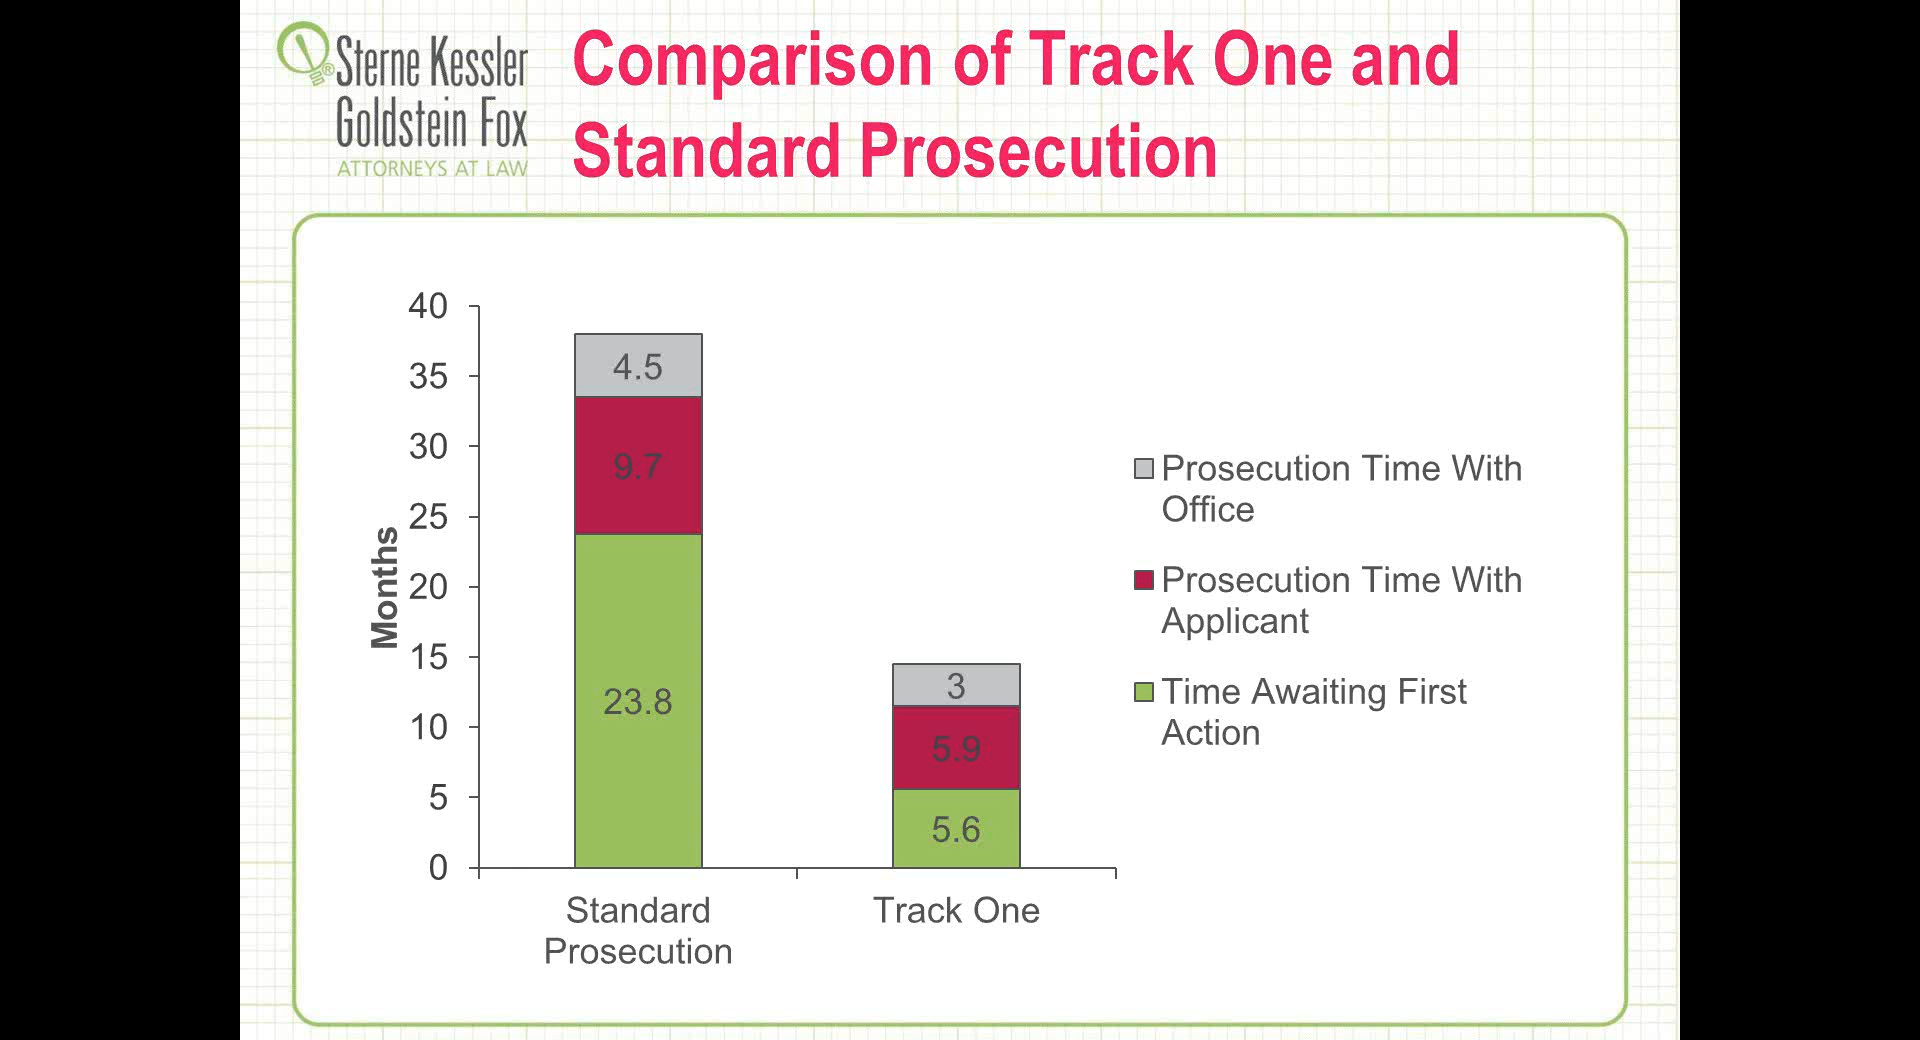 Sterne Kessler
Goldstein Fox
ATTORNEYS AT LAW
®
Comparison of Track One and
Standard Prosecution
40
35
30
25
20
15
10
5
0
Months
4.5
9.7
23.8
3
5.9
5.6
Standard
Prosecution
Track One
Prosecution Time With
Office
Prosecution Time With
Applicant
Time Awaiting First
Action